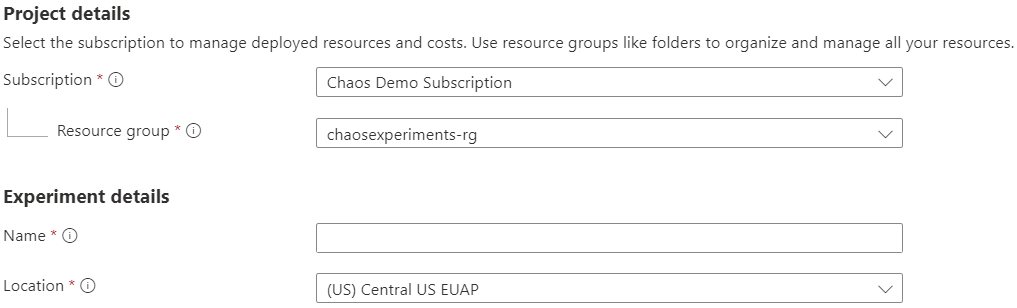 Project details
Select the subscription to manage deployed resources and costs. Use resource groups like folders to organize and manage all your resources.
Subscription * Chaos Demo Subscription
Resource group * chaosexperiments-rg
Experiment details
Name *
Location * (US) Central US EUAP